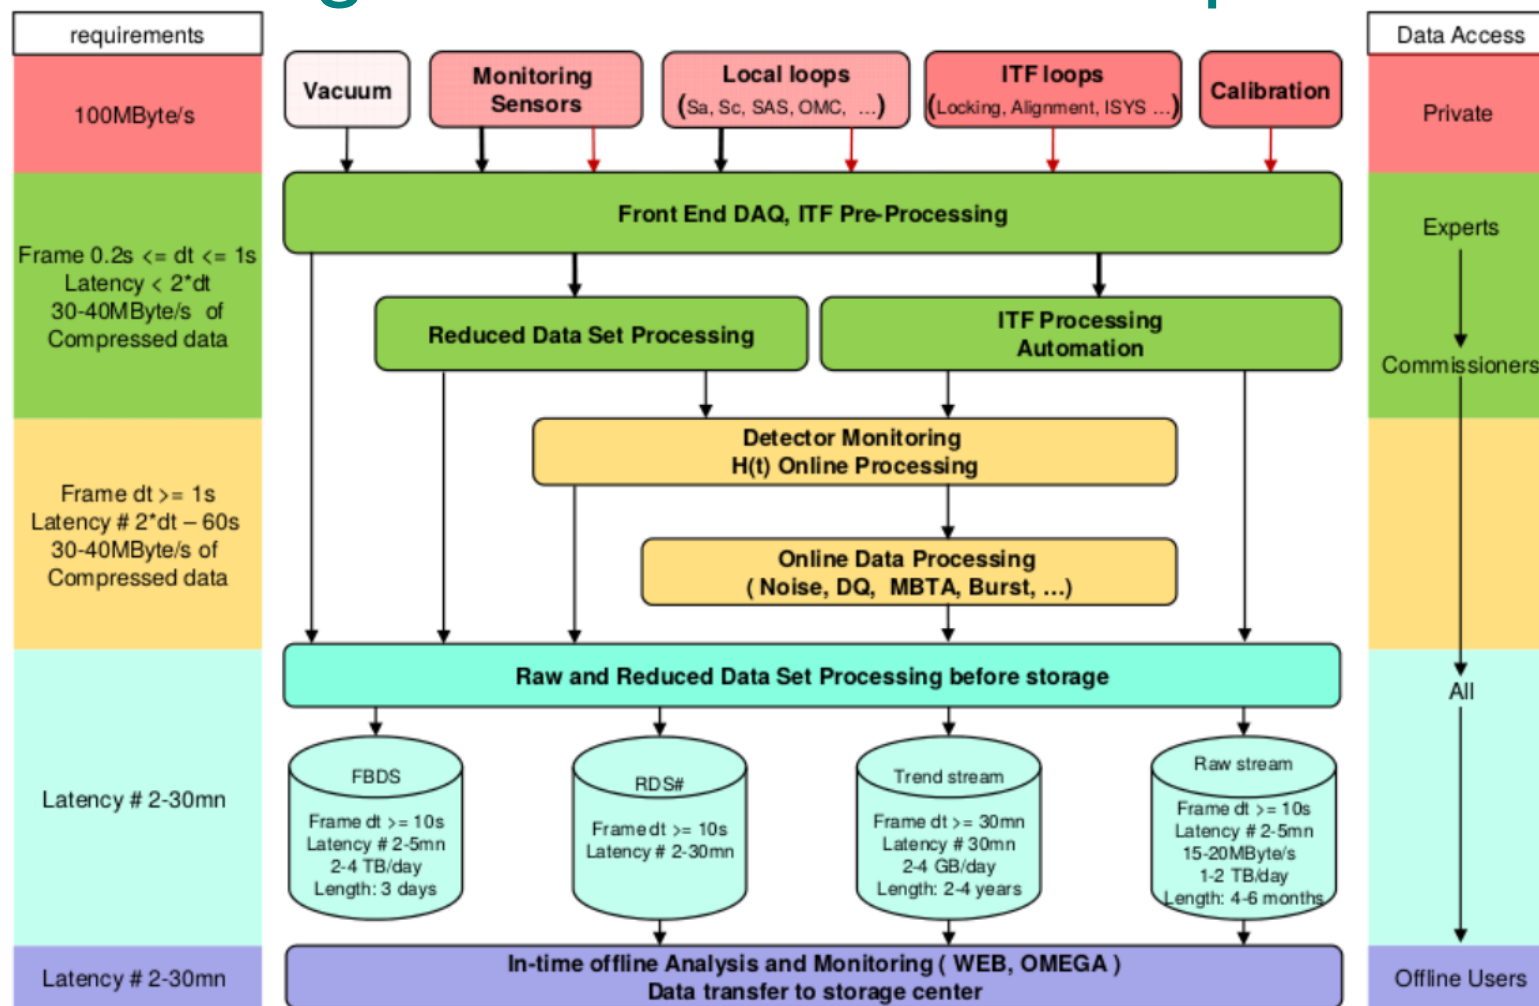 requirements
Data Access
100MByte/s
Vacuum
Monitoring
Sensors
Local loops
(Sa, Sc, SAS, OMC, ...)
ITF loops
(Locking, Alignment, ISYS ...)
Calibration
Private
Front End DAQ, ITF Pre-Processing
Frame 0.2s <= dt <= 1s
Latency < 2*dt
30-40MByte/s of
Compressed data
Experts
Reduced Data Set Processing
ITF Processing
Automation
Commissioners
Detector Monitoring
H(t) Online Processing
Frame dt >= 1s
Latency # 2*dt – 60s
30-40MByte/s of
Compressed data
Online Data Processing
( Noise, DQ, MBTA, Burst, ...)
Raw and Reduced Data Set Processing before storage
All
Latency # 2-30mn
FBDS
Frame dt >= 10s
Latency # 2-5mn
2-4 TB/day
Length: 3 days
RDS#
Frame dt >= 10s
Latency # 2-30mn
Trend stream
Frame dt >= 30mn
Latency # 30mn
2-4 GB/day
Length: 2-4 years
Raw stream
Frame dt >= 10s
Latency # 2-5mn
15-20MByte/s
1-2 TB/day
Length: 4-6 months
Latency # 2-30mn
In-time offline Analysis and Monitoring ( WEB, OMEGA )
Data transfer to storage center
Offline Users